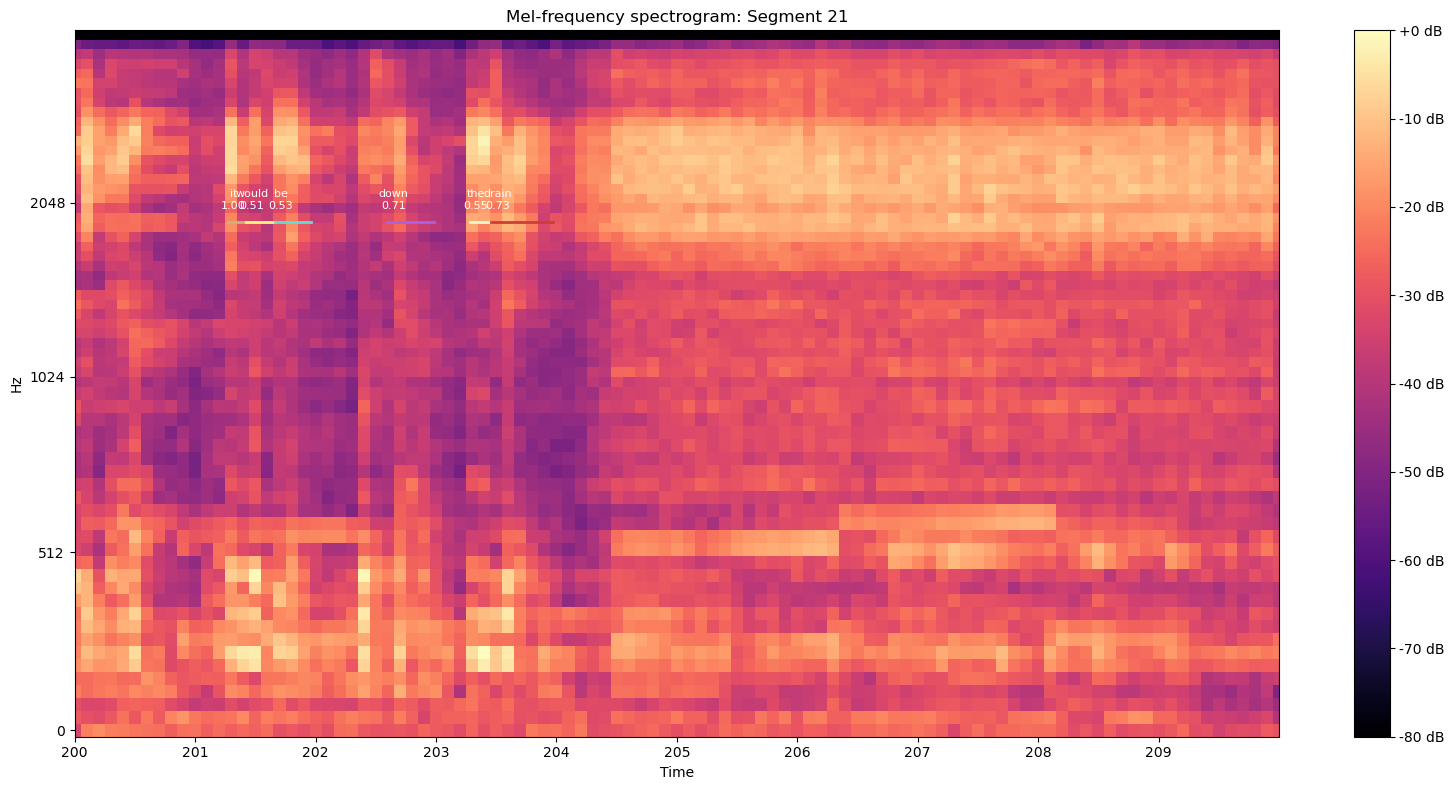 Mel-frequency spectrogram: Segment 21
+0 dB
-10 dB
-20 dB
-30 dB
-40 dB
-50 dB
-60 dB
-70 dB
-80 dB
Hz
2048
1024
512
0
it would be down the drain
1.00 0.51 0.53 0.71 0.55 0.73
200 201 202 203 204 205 206 207 208 209
Time